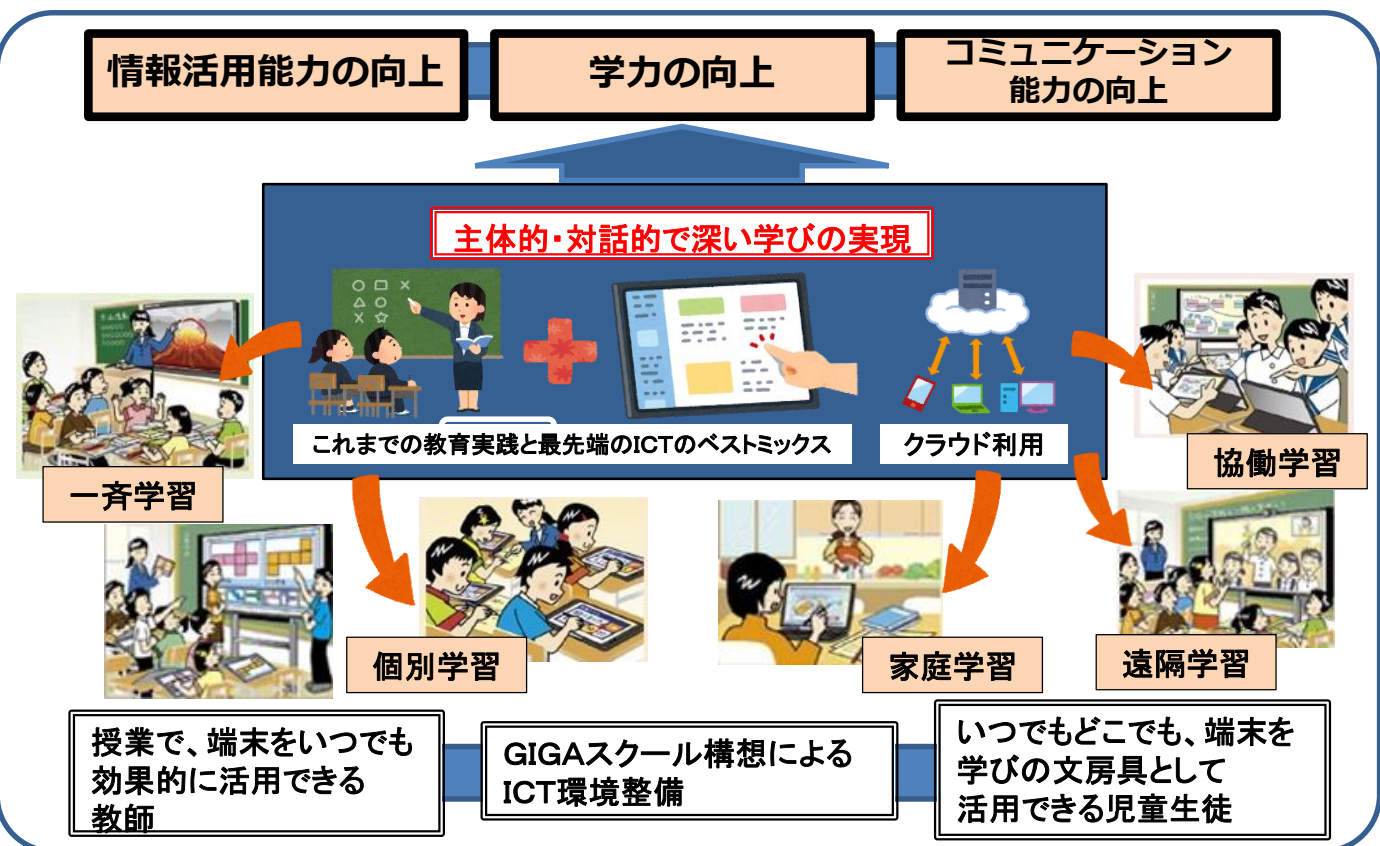 情報活用能力の向上
学力の向上
コミュニケーション
能力の向上
主体的・対話的で深い学びの実現
これまでの教育実践と最先端のICTのベストミックス
クラウド利用
一斉学習
協働学習
個別学習
家庭学習
遠隔学習
授業で、端末をいつでも
効果的に活用できる
教師
GIGAスクール構想による
ICT環境整備
いつでもどこでも、端末を
学びの文房具として
活用できる児童生徒